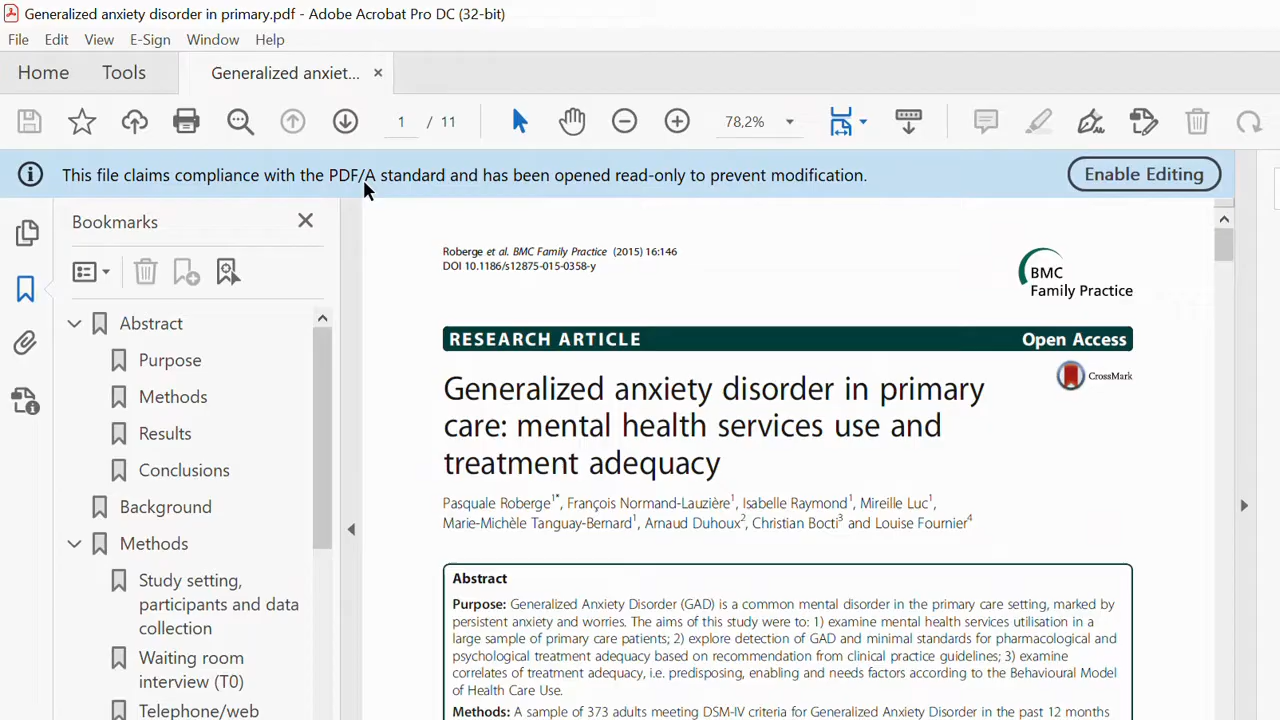 Generalized anxiety disorder in primary.pdf - Adobe Acrobat Pro DC (32-bit)
File Edit View E-Sign Window Help
Home Tools Generalized anxiet... ×
1 / 11 78,2%
This file claims compliance with the PDF/A standard and has been opened read-only to prevent modification. Enable Editing
Bookmarks
Abstract
Purpose
Methods
Results
Conclusions
Background
Methods
Study setting,
participants and data
collection
Waiting room
interview (T0)
Telephone/web
Roberge et al. BMC Family Practice (2015) 16:146
DOI 10.1186/s12875-015-0358-y
BMC
Family Practice
RESEARCH ARTICLE Open Access
CrossMark
Generalized anxiety disorder in primary
care: mental health services use and
treatment adequacy
Pasquale Roberge1*, François Normand-Lauzière1, Isabelle Raymond1, Mireille Luc1,
Marie-Michèle Tanguay-Bernard1, Arnaud Duhoux2, Christian Bocti3 and Louise Fournier4
Abstract
Purpose: Generalized Anxiety Disorder (GAD) is a common mental disorder in the primary care setting, marked by
persistent anxiety and worries. The aims of this study were to: 1) examine mental health services utilisation in a
large sample of primary care patients; 2) explore detection of GAD and minimal standards for pharmacological and
psychological treatment adequacy based on recommendation from clinical practice guidelines; 3) examine
correlates of treatment adequacy, i.e. predisposing, enabling and needs factors according to the Behavioural Model
of Health Care Use.
Methods: A sample of 373 adults meeting DSM-IV criteria for Generalized Anxiety Disorder in the past 12 months